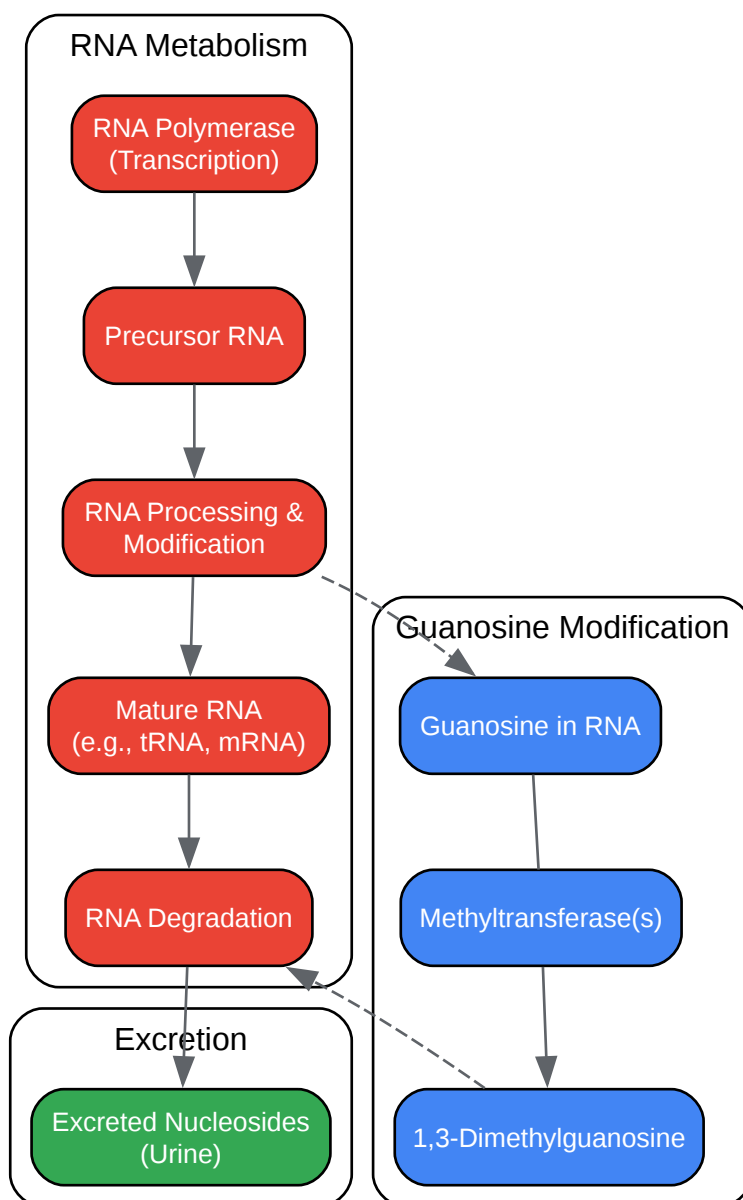 RNA Metabolism
RNA Polymerase
(Transcription)
Precursor RNA
RNA Processing &
Modification
Mature RNA
(e.g., tRNA, mRNA)
RNA Degradation
Excretion
Excreted Nucleosides
(Urine)
Guanosine Modification
Guanosine in RNA
Methyltransferase(s)
1,3-Dimethylguanosine